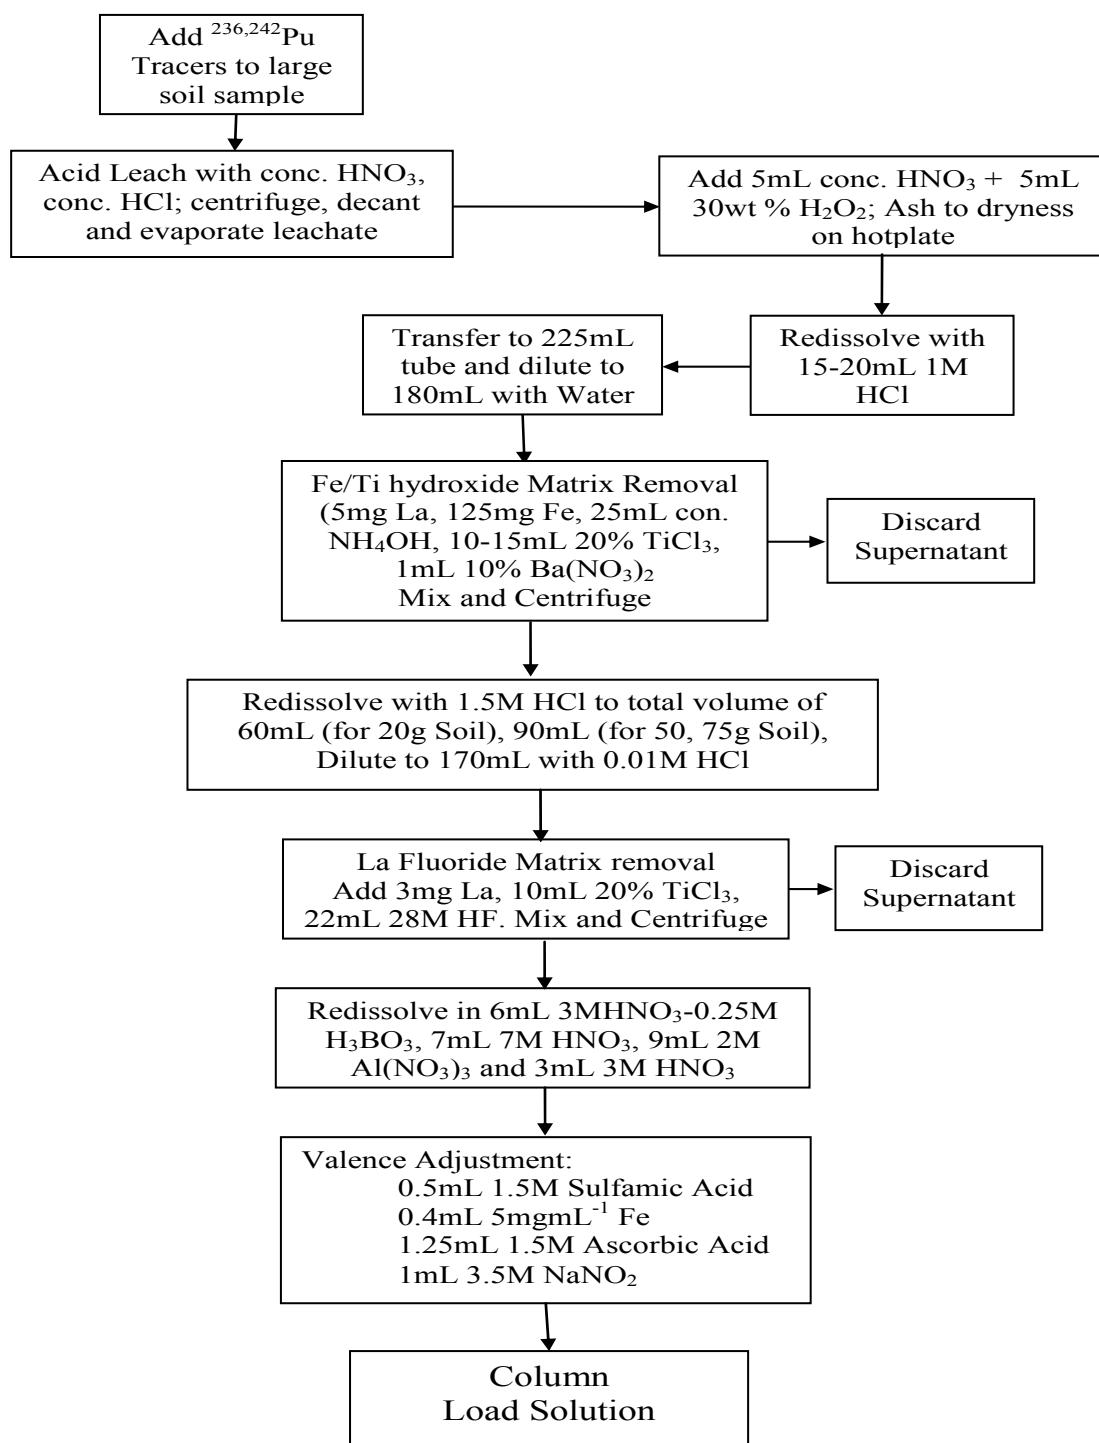 Add ²³⁶,²⁴²Pu
Tracers to large
soil sample
Acid Leach with conc. HNO₃,
conc. HCl; centrifuge, decant
and evaporate leachate
Add 5mL conc. HNO₃ + 5mL
30wt % H₂O₂; Ash to dryness
on hotplate
Redissolve with
15-20mL 1M
HCl
Transfer to 225mL
tube and dilute to
180mL with Water
Fe/Ti hydroxide Matrix Removal
(5mg La, 125mg Fe, 25mL con.
NH₄OH, 10-15mL 20% TiCl₃,
1mL 10% Ba(NO₃)₂
Mix and Centrifuge
Discard
Supernatant
Redissolve with 1.5M HCl to total volume of
60mL (for 20g Soil), 90mL (for 50, 75g Soil),
Dilute to 170mL with 0.01M HCl
La Fluoride Matrix removal
Add 3mg La, 10mL 20% TiCl₃,
22mL 28M HF. Mix and Centrifuge
Discard
Supernatant
Redissolve in 6mL 3MHNO₃-0.25M
H₃BO₃, 7mL 7M HNO₃, 9mL 2M
Al(NO₃)₃ and 3mL 3M HNO₃
Valence Adjustment:
0.5mL 1.5M Sulfamic Acid
0.4mL 5mgmL⁻¹ Fe
1.25mL 1.5M Ascorbic Acid
1mL 3.5M NaNO₂
Column
Load Solution